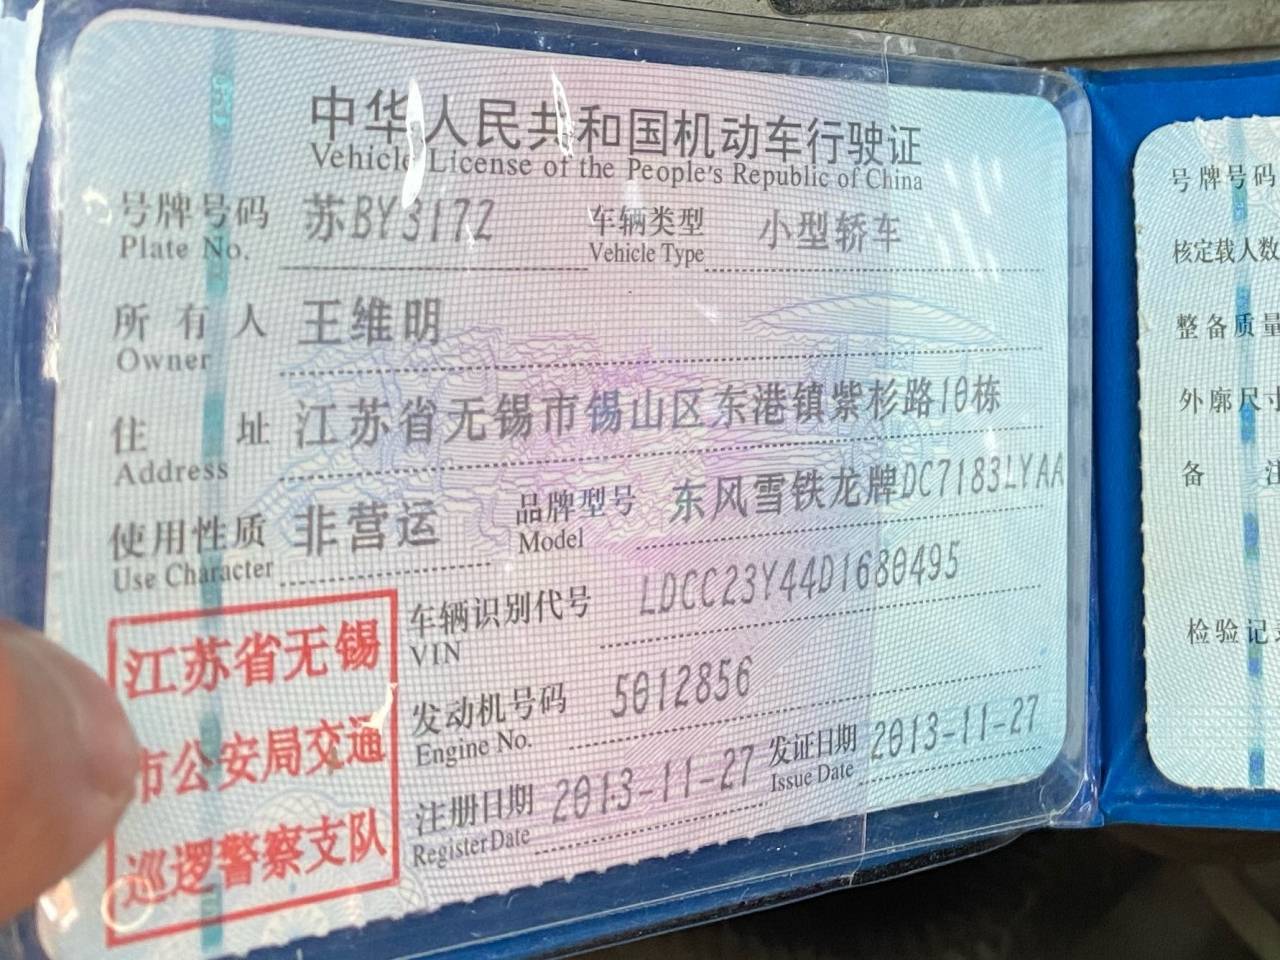 中华人民共和国机动车行驶证
Vehicle License of the People's Republic of China
号牌号码 苏BY3172 车辆类型 小型轿车
Plate No. Vehicle Type
所有人 王维明
Owner
住址 江苏省无锡市锡山区东港镇紫杉路10栋
Address
使用性质 非营运 品牌型号 东风雪铁龙牌DC7183LYAA
Use Character Model
车辆识别代号 LDCC23Y44D1680495
VIN
发动机号码 5012856
Engine No.
注册日期 2013-11-27 发证日期 2013-11-27
Register Date Issue Date
江苏省无锡
市公安局交通
巡逻警察支队
号牌号码
核定载人数
整备质量
外廓尺寸
备 注
检验记录